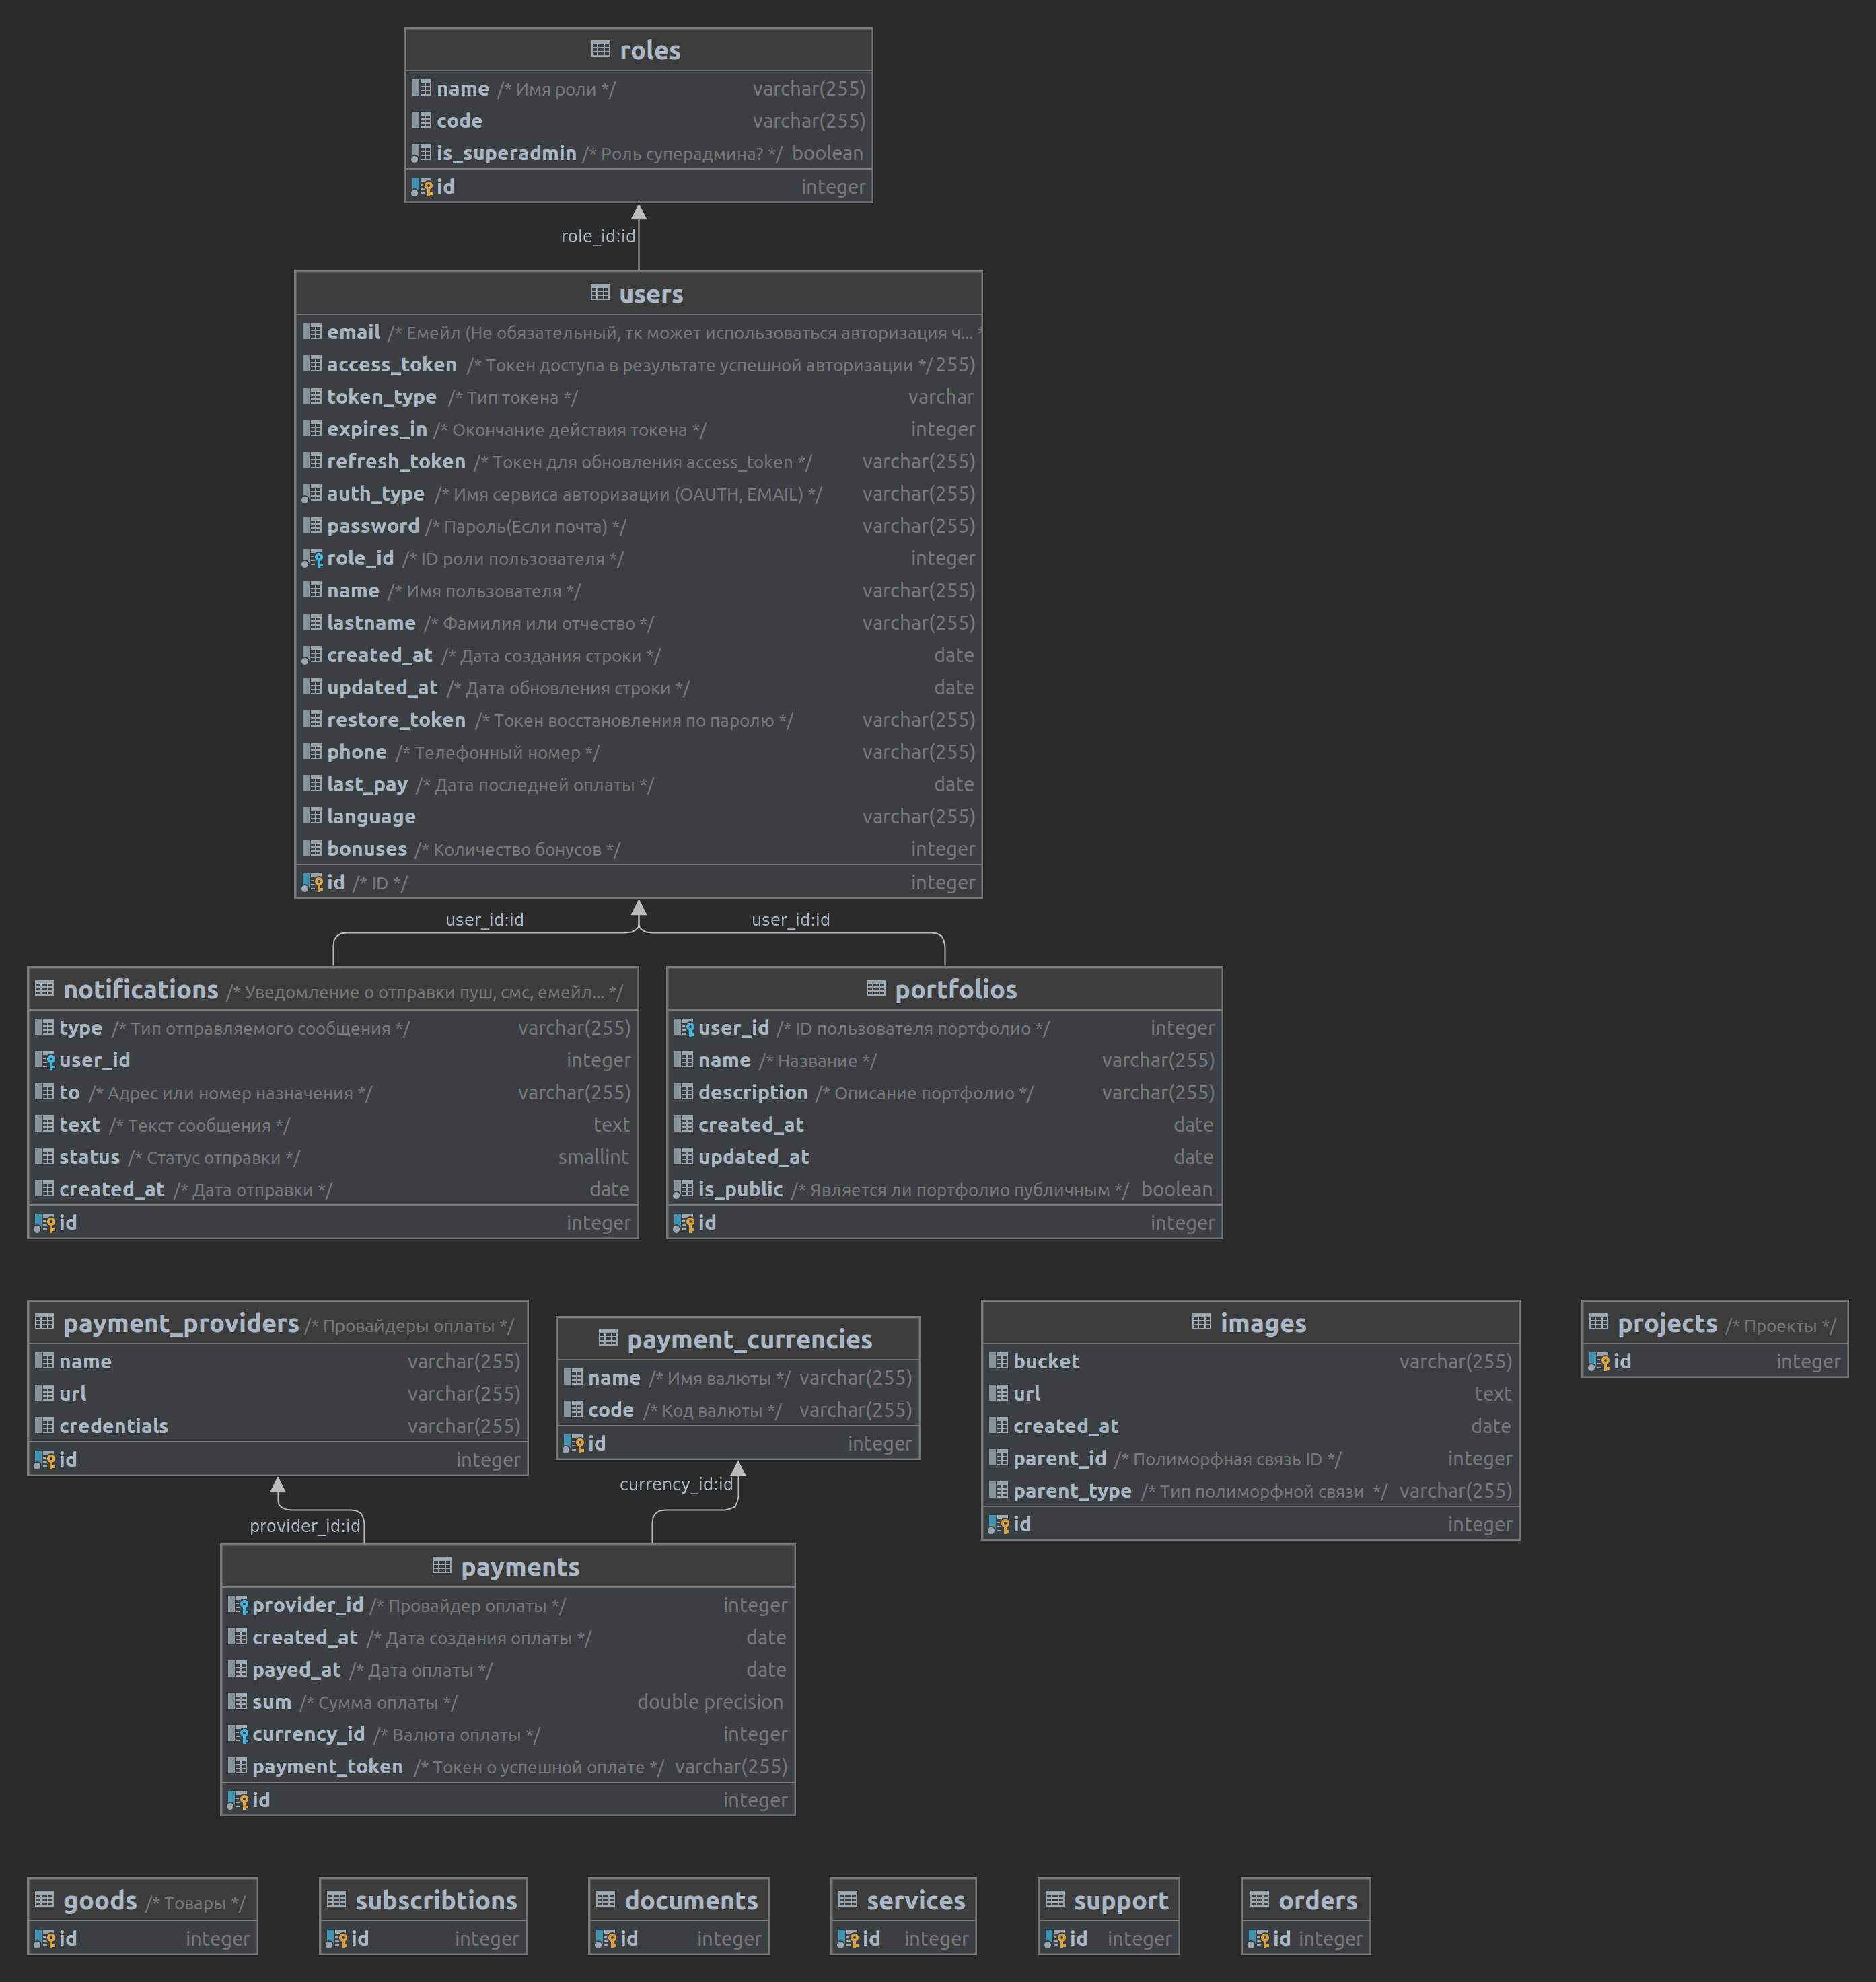 roles
name /* Имя роли */ varchar(255)
code varchar(255)
is_superadmin /* Роль суперадмина? */ boolean
id integer
role_id:id
users
email /* Емейл (Не обязательный, тк может использоваться авторизация ч... *
access_token /* Токен доступа в результате успешной авторизации */ 255)
token_type /* Тип токена */ varchar
expires_in /* Окончание действия токена */ integer
refresh_token /* Токен для обновления access_token */ varchar(255)
auth_type /* Имя сервиса авторизации (OAUTH, EMAIL) */ varchar(255)
password /* Пароль(Если почта) */ varchar(255)
role_id /* ID роли пользователя */ integer
name /* Имя пользователя */ varchar(255)
lastname /* Фамилия или отчество */ varchar(255)
created_at /* Дата создания строки */ date
updated_at /* Дата обновления строки */ date
restore_token /* Токен восстановления по паролю */ varchar(255)
phone /* Телефонный номер */ varchar(255)
last_pay /* Дата последней оплаты */ date
language varchar(255)
bonuses /* Количество бонусов */ integer
id /* ID */ integer
user_id:id
user_id:id
notifications /* Уведомление о отправки пуш, смс, емейл... */
type /* Тип отправляемого сообщения */ varchar(255)
user_id integer
to /* Адрес или номер назначения */ varchar(255)
text /* Текст сообщения */ text
status /* Статус отправки */ smallint
created_at /* Дата отправки */ date
id integer
portfolios
user_id /* ID пользователя портфолио */ integer
name /* Название */ varchar(255)
description /* Описание портфолио */ varchar(255)
created_at date
updated_at date
is_public /* Является ли портфолио публичным */ boolean
id integer
payment_providers /* Провайдеры оплаты */
name varchar(255)
url varchar(255)
credentials varchar(255)
id integer
payment_currencies
name /* Имя валюты */ varchar(255)
code /* Код валюты */ varchar(255)
id integer
images
bucket varchar(255)
url text
created_at date
parent_id /* Полиморфная связь ID */ integer
parent_type /* Тип полиморфной связи */ varchar(255)
id integer
projects /* Проекты */
id integer
currency_id:id
provider_id:id
payments
provider_id /* Провайдер оплаты */ integer
created_at /* Дата создания оплаты */ date
payed_at /* Дата оплаты */ date
sum /* Сумма оплаты */ double precision
currency_id /* Валюта оплаты */ integer
payment_token /* Токен о успешной оплате */ varchar(255)
id integer
goods /* Товары */
id integer
subscribtions
id integer
documents
id integer
services
id integer
support
id integer
orders
id integer